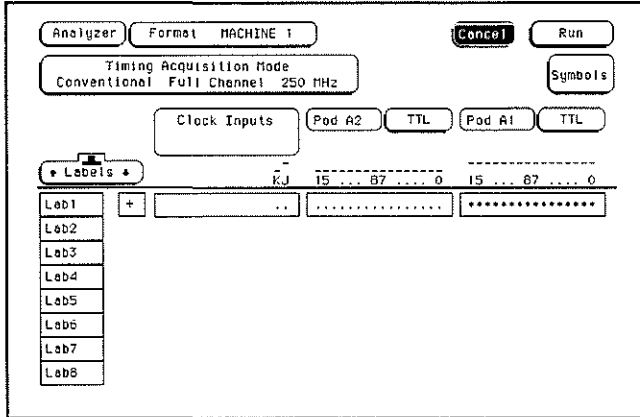 Analyzer Format MACHINE 1 Cancel Run
Timing Acquisition Mode
Conventional Full Channel 250 MHz
Symbols
Clock Inputs Pod A2 TTL Pod A1 TTL
↑ Labels ↓
KJ 15 ... 87 .... 0 15 ... 87 .... 0
Lab1 + .. ................ ****************
Lab2
Lab3
Lab4
Lab5
Lab6
Lab7
Lab8